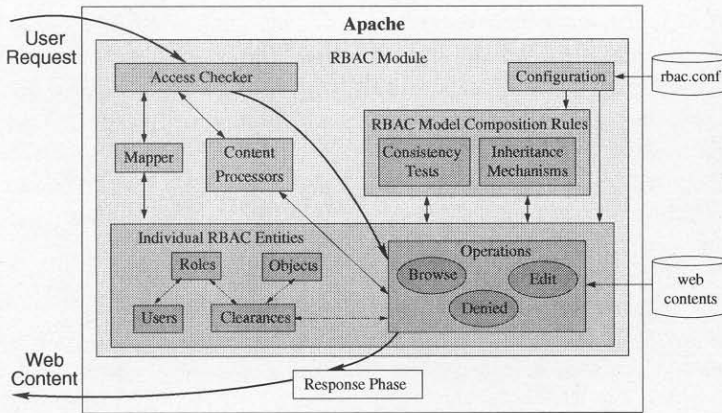 Apache
User
Request
RBAC Module
Access Checker
Configuration
rbac.conf
RBAC Model Composition Rules
Mapper
Content
Processors
Consistency
Tests
Inheritance
Mechanisms
Individual RBAC Entities
Operations
Roles
Objects
Browse
Edit
web
contents
Users
Clearances
Denied
Web
Content
Response Phase